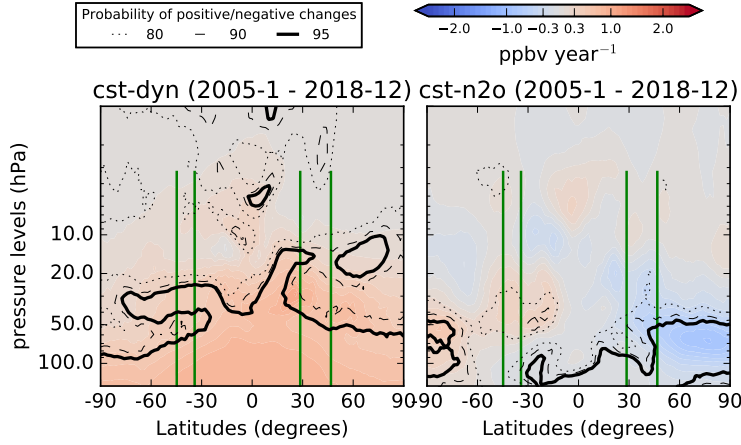 Probability of positive/negative changes
80 90 95
−2.0 −1.0 −0.3 0.3 1.0 2.0
ppbv year−1
cst-dyn (2005-1 - 2018-12)
cst-n2o (2005-1 - 2018-12)
pressure levels (hPa)
10.0
20.0
50.0
100.0
-90 -60 -30 0 30 60 90
-90 -60 -30 0 30 60 90
Latitudes (degrees)
Latitudes (degrees)